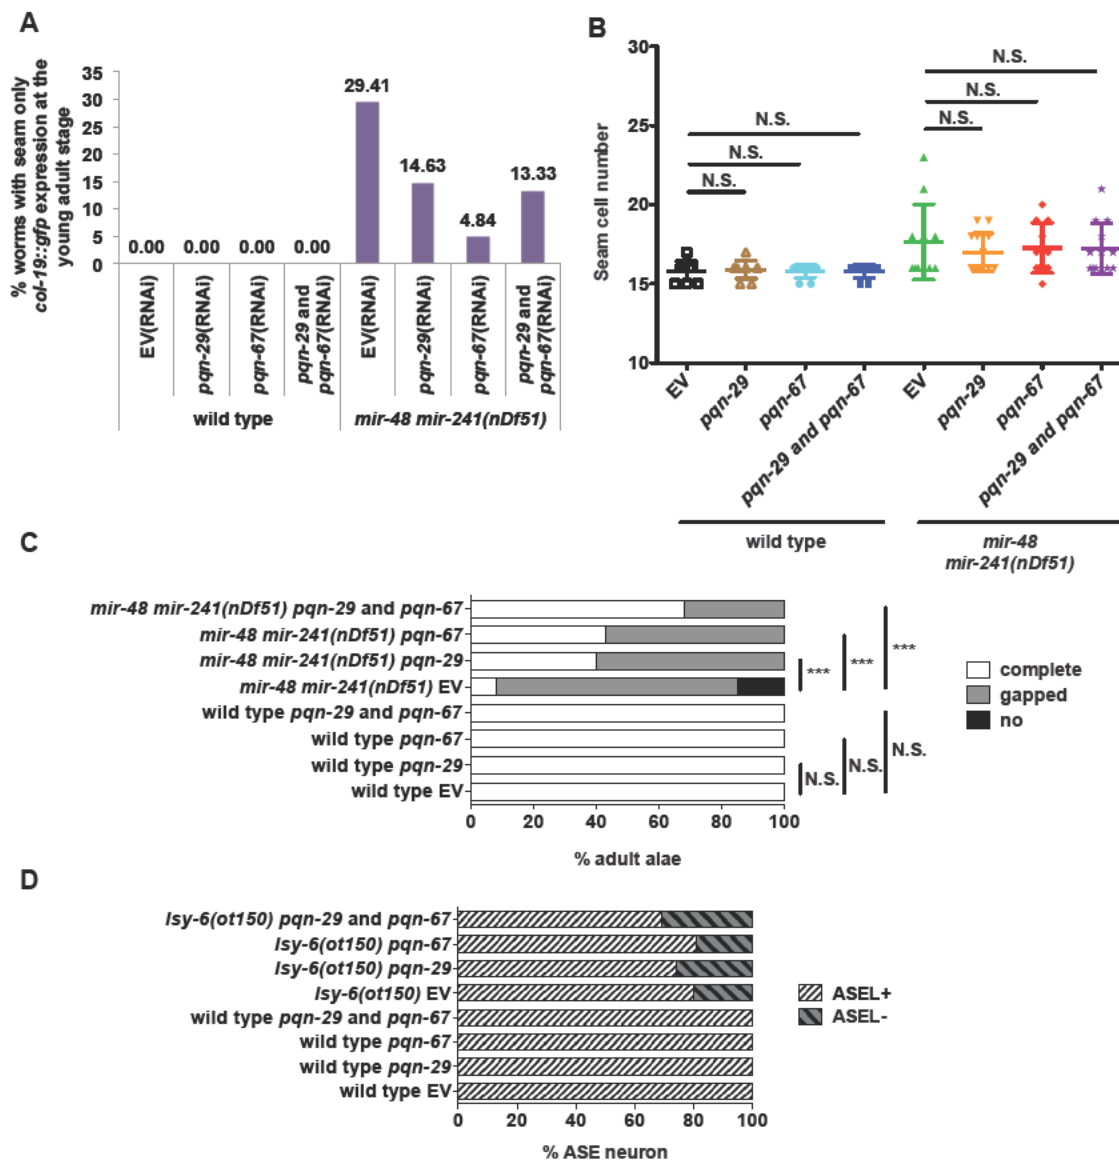 A
% worms with seam only
col-19::gfp expression at the
young adult stage
35
30
25
20
15
10
5
0
0.00
0.00
0.00
0.00
29.41
14.63
4.84
13.33
EV(RNAi)
pqn-29(RNAi)
pqn-67(RNAi)
pqn-29 and
pqn-67(RNAi)
EV(RNAi)
pqn-29(RNAi)
pqn-67(RNAi)
pqn-29 and
pqn-67(RNAi)
wild type
mir-48 mir-241(nDf51)
B
Seam cell number
30
25
20
15
10
N.S.
N.S.
N.S.
N.S.
N.S.
N.S.
EV
pqn-29
pqn-67
pqn-29 and pqn-67
EV
pqn-29
pqn-67
pqn-29 and pqn-67
wild type
mir-48
mir-241(nDf51)
C
mir-48 mir-241(nDf51) pqn-29 and pqn-67
mir-48 mir-241(nDf51) pqn-67
mir-48 mir-241(nDf51) pqn-29
mir-48 mir-241(nDf51) EV
wild type pqn-29 and pqn-67
wild type pqn-67
wild type pqn-29
wild type EV
0 20 40 60 80 100
% adult alae
***
***
***
N.S.
N.S.
N.S.
complete
gapped
no
D
lsy-6(ot150) pqn-29 and pqn-67
lsy-6(ot150) pqn-67
lsy-6(ot150) pqn-29
lsy-6(ot150) EV
wild type pqn-29 and pqn-67
wild type pqn-67
wild type pqn-29
wild type EV
0 20 40 60 80 100
% ASE neuron
ASEL+
ASEL-